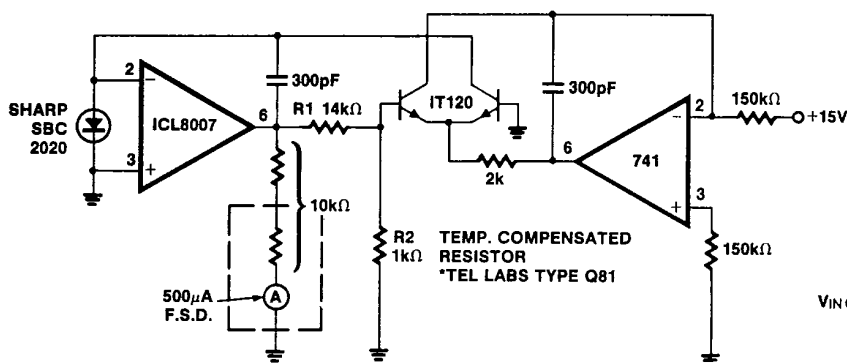 2
300pF
6
R1 14kΩ
IT120
300pF
2
150kΩ
+15V
SHARP
SBC
2020
ICL8007
3
2k
6
741
3
10kΩ
R2
1kΩ
TEMP. COMPENSATED
RESISTOR
*TEL LABS TYPE Q81
150kΩ
500μA
F.S.D.
A
VIN